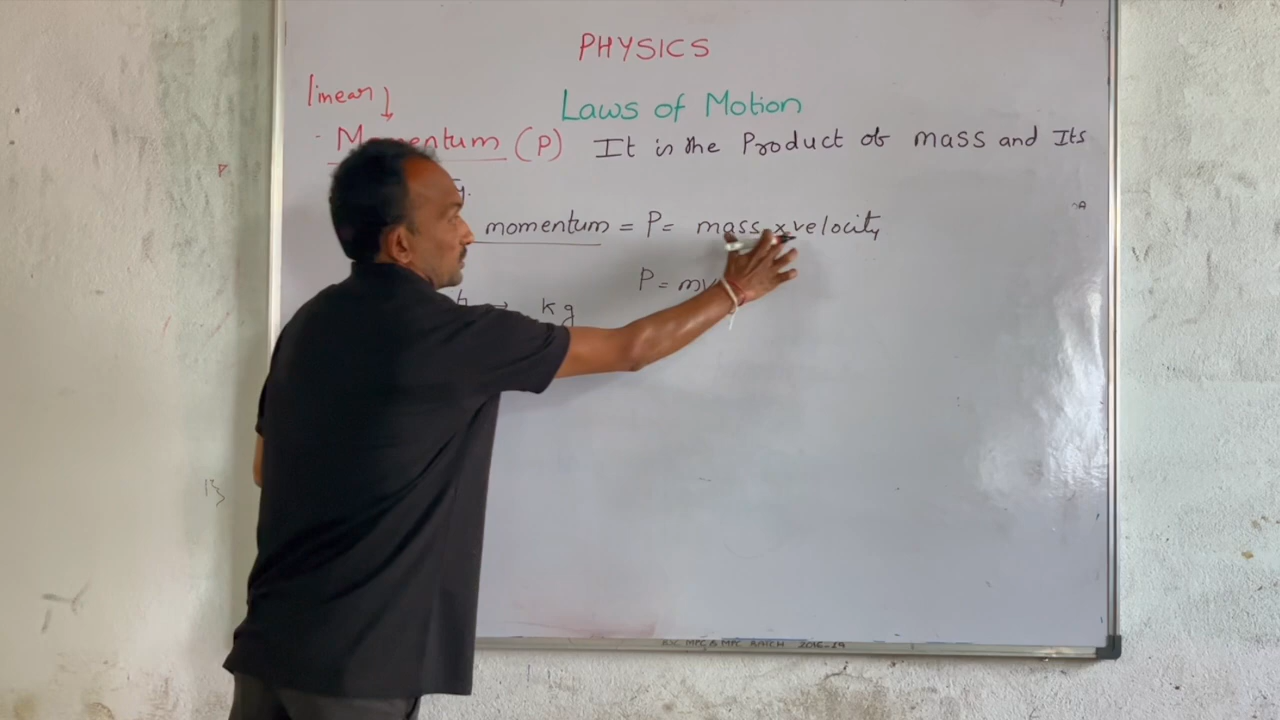 PHYSICS
linear
Laws of Motion
Momentum (P) It is the Product of mass and Its
momentum = P = mass x velocity
P = mv
kg